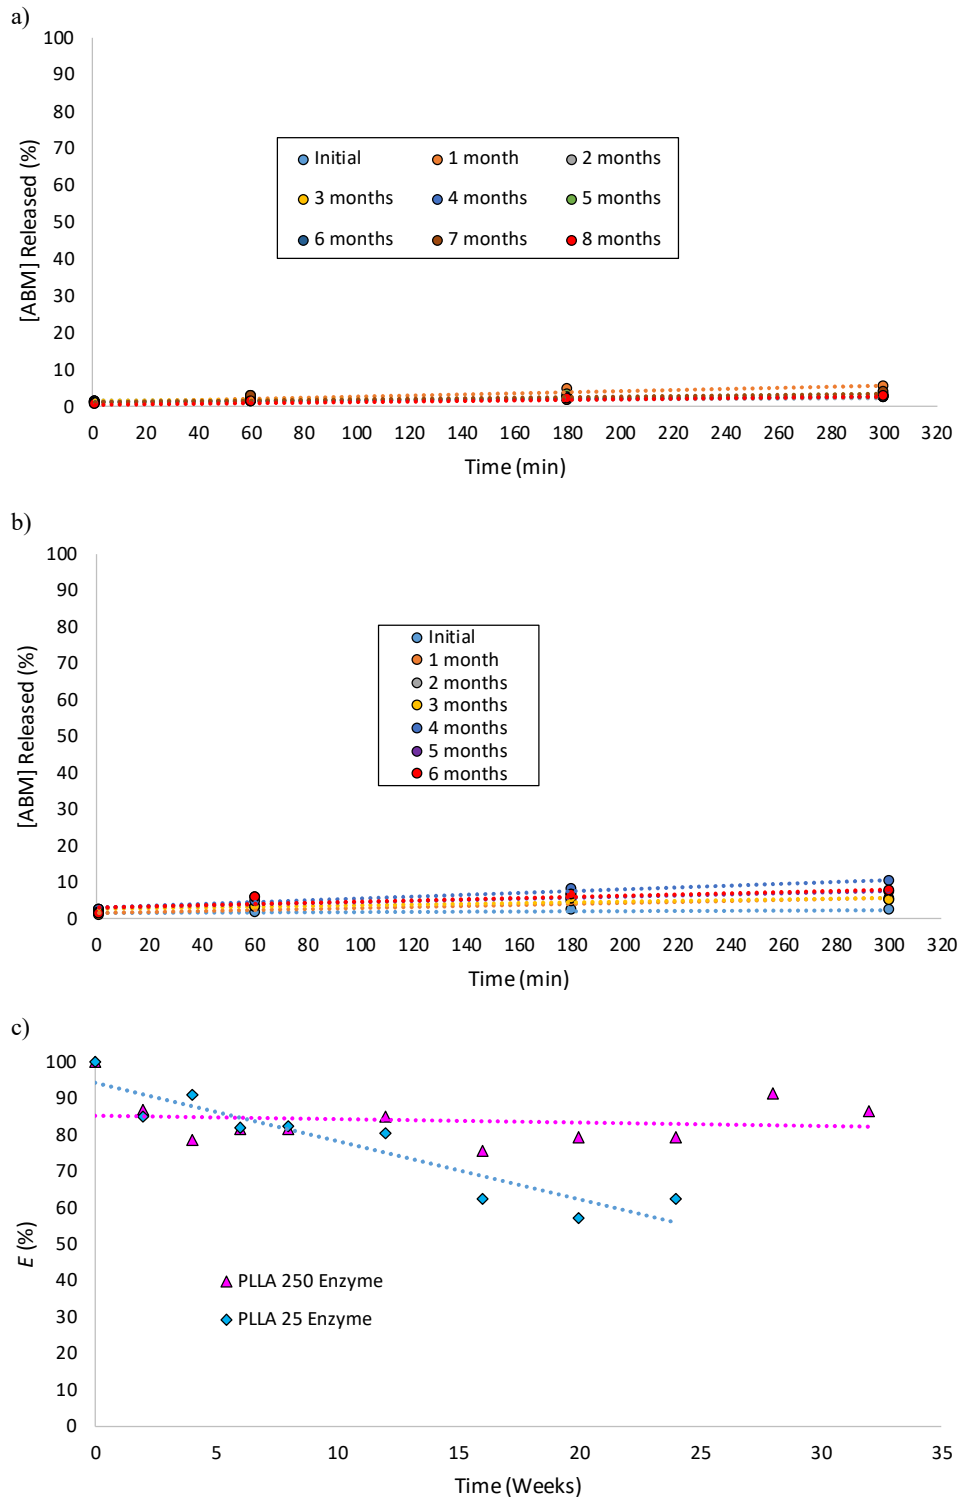 a)
100
90
80
70
60
50
40
30
20
10
0
[ABM] Released (%)
Initial 1 month 2 months
3 months 4 months 5 months
6 months 7 months 8 months
0 20 40 60 80 100 120 140 160 180 200 220 240 260 280 300 320
Time (min)
b)
100
90
80
70
60
50
40
30
20
10
0
[ABM] Released (%)
Initial
1 month
2 months
3 months
4 months
5 months
6 months
0 20 40 60 80 100 120 140 160 180 200 220 240 260 280 300 320
Time (min)
c)
100
90
80
70
60
50
40
30
20
10
0
E (%)
PLLA 250 Enzyme
PLLA 25 Enzyme
0 5 10 15 20 25 30 35
Time (Weeks)